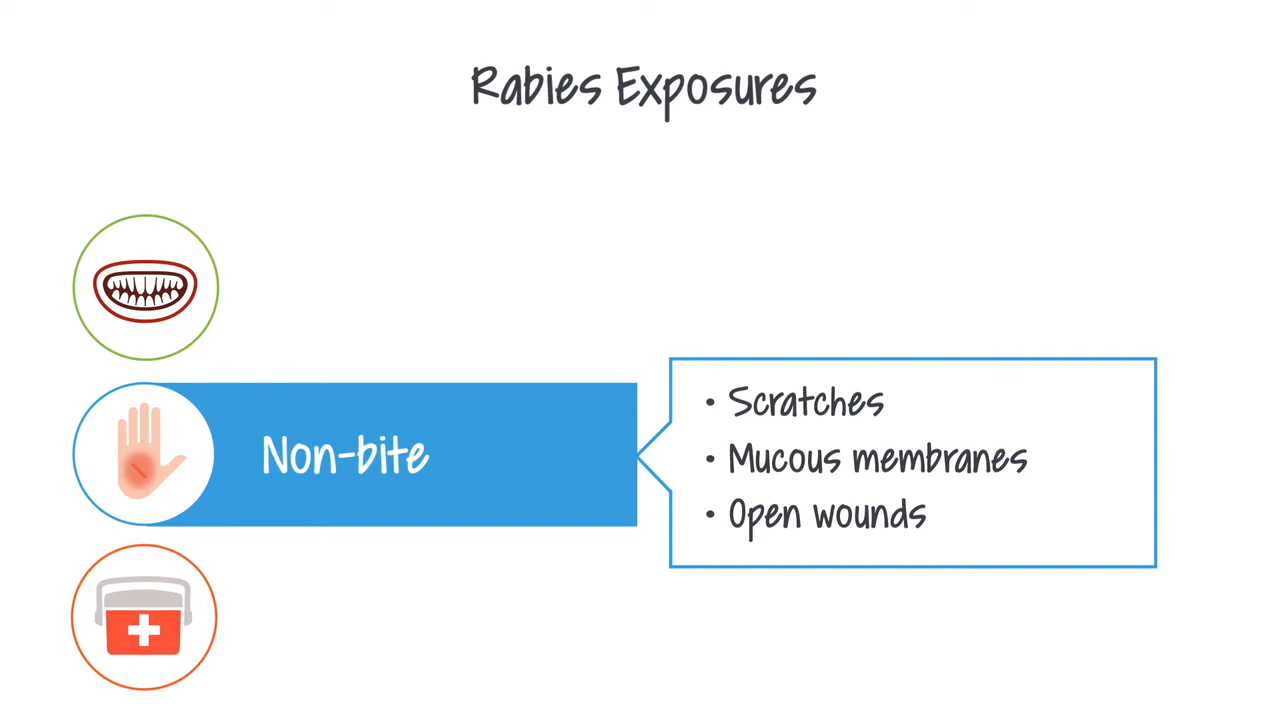 Rabies Exposures
Non-bite
• Scratches
• Mucous membranes
• Open wounds